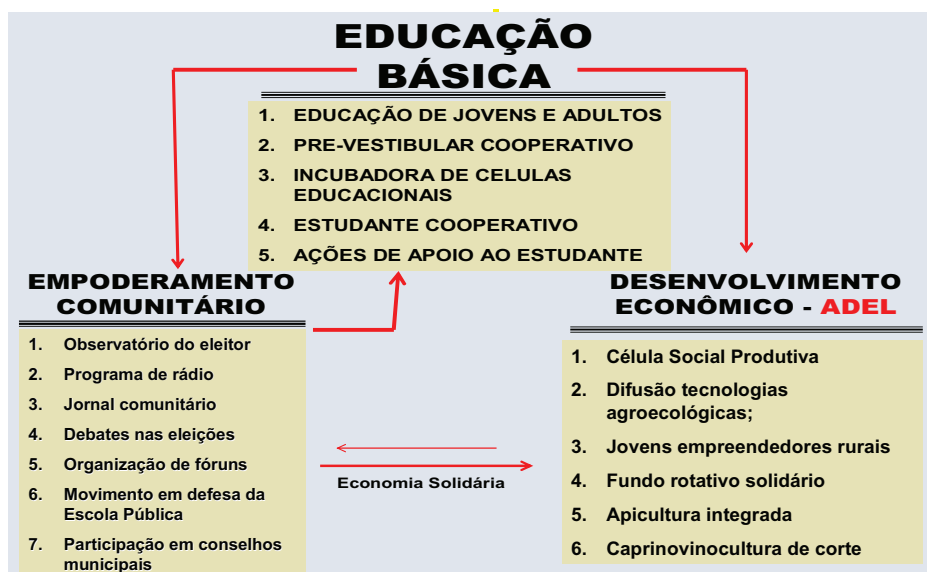 EDUCAÇÃO
BÁSICA
1. EDUCAÇÃO DE JOVENS E ADULTOS
2. PRE-VESTIBULAR COOPERATIVO
3. INCUBADORA DE CELULAS
EDUCACIONAIS
4. ESTUDANTE COOPERATIVO
5. AÇÕES DE APOIO AO ESTUDANTE
EMPODERAMENTO
COMUNITÁRIO
1. Observatório do eleitor
2. Programa de rádio
3. Jornal comunitário
4. Debates nas eleições
5. Organização de fóruns
6. Movimento em defesa da
Escola Pública
7. Participação em conselhos
municipais
Economia Solidária
DESENVOLVIMENTO
ECONÔMICO - ADEL
1. Célula Social Produtiva
2. Difusão tecnologias
agroecológicas;
3. Jovens empreendedores rurais
4. Fundo rotativo solidário
5. Apicultura integrada
6. Caprinovinocultura de corte